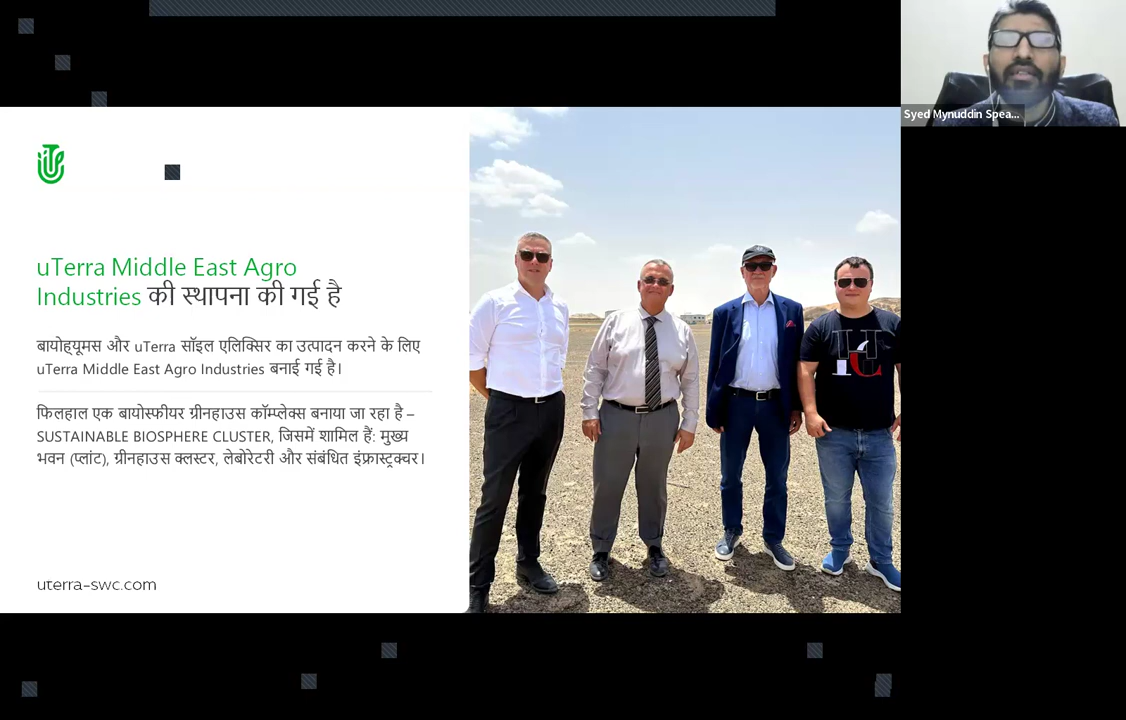 Syed Mynuddin Spea...
uTerra Middle East Agro
Industries की स्थापना की गई है
बायोह्यूमस और uTerra सॉइल एलिक्सिर का उत्पादन करने के लिए
uTerra Middle East Agro Industries बनाई गई है।
फिलहाल एक बायोस्फीयर ग्रीनहाउस कॉम्प्लेक्स बनाया जा रहा है –
SUSTAINABLE BIOSPHERE CLUSTER, जिसमें शामिल हैं: मुख्य
भवन (प्लांट), ग्रीनहाउस क्लस्टर, लेबोरेटरी और संबंधित इंफ्रास्ट्रक्चर।
uterra-swc.com